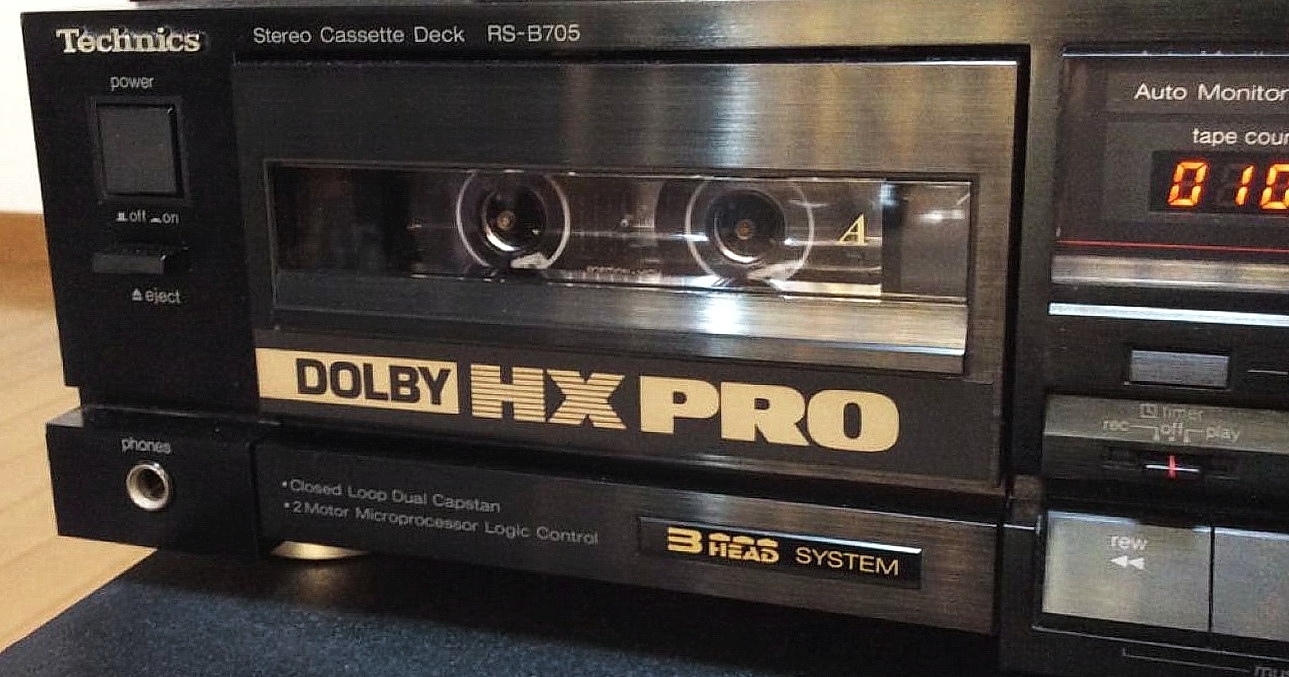 Technics
Stereo Cassette Deck RS-B705
power
off on
eject
A
DOLBY HX PRO
phones
•Closed Loop Dual Capstan
•2 Motor Microprocessor Logic Control
3 HEAD SYSTEM
Auto Monitor
tape cour
010
timer
rec off play
rew